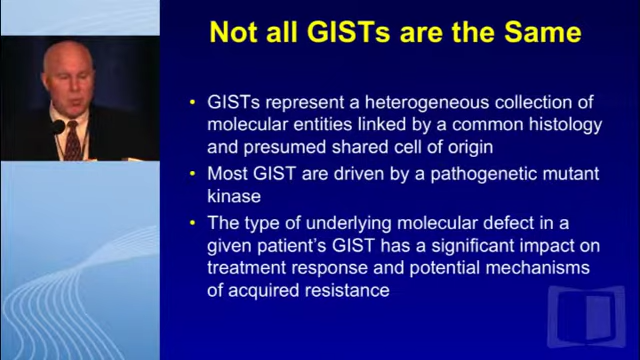 Not all GISTs are the Same
• GISTs represent a heterogeneous collection of
molecular entities linked by a common histology
and presumed shared cell of origin
• Most GIST are driven by a pathogenetic mutant
kinase
• The type of underlying molecular defect in a
given patient's GIST has a significant impact on
treatment response and potential mechanisms
of acquired resistance